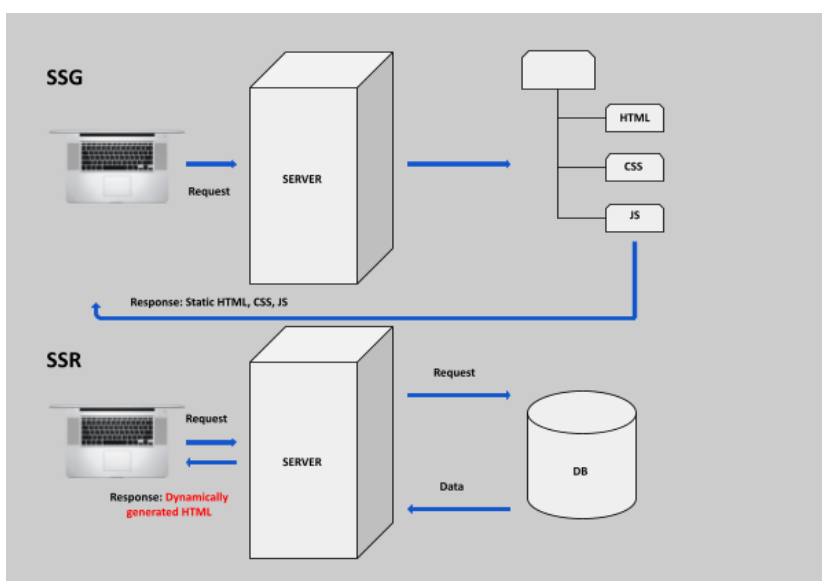 SSG
HTML
CSS
JS
Request
SERVER
Response: Static HTML, CSS, JS
SSR
Request
Request
SERVER
DB
Data
Response: Dynamically
generated HTML